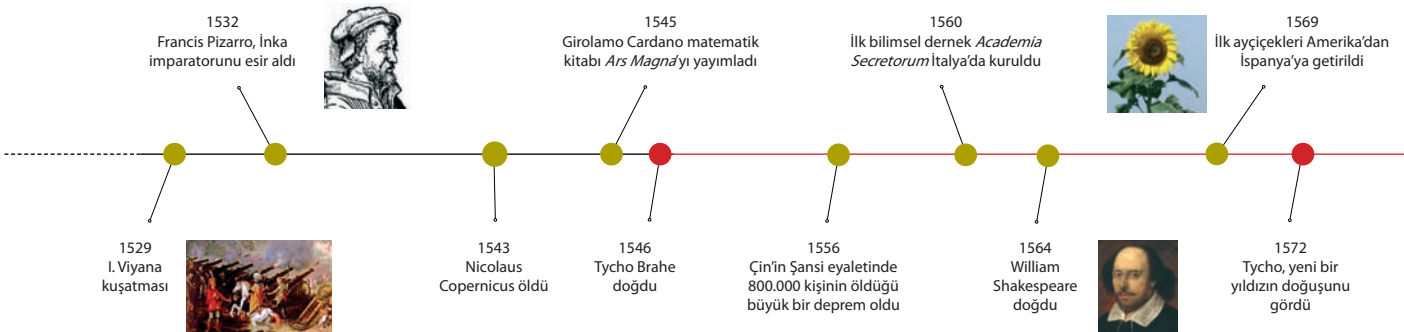 1532
Francis Pizarro, İnka
imparatorunu esir aldı
1545
Girolamo Cardano matematik
kitabı Ars Magna'yı yayımladı
1560
İlk bilimsel dernek Academia
Secretorum İtalya'da kuruldu
1569
İlk ayçiçekleri Amerika'dan
İspanya'ya getirildi
1529
I. Viyana
kuşatması
1543
Nicolaus
Copernicus öldü
1546
Tycho Brahe
doğdu
1556
Çin'in Şansi eyaletinde
800.000 kişinin öldüğü
büyük bir deprem oldu
1564
William
Shakespeare
doğdu
1572
Tycho, yeni bir
yıldızın doğuşunu
gördü